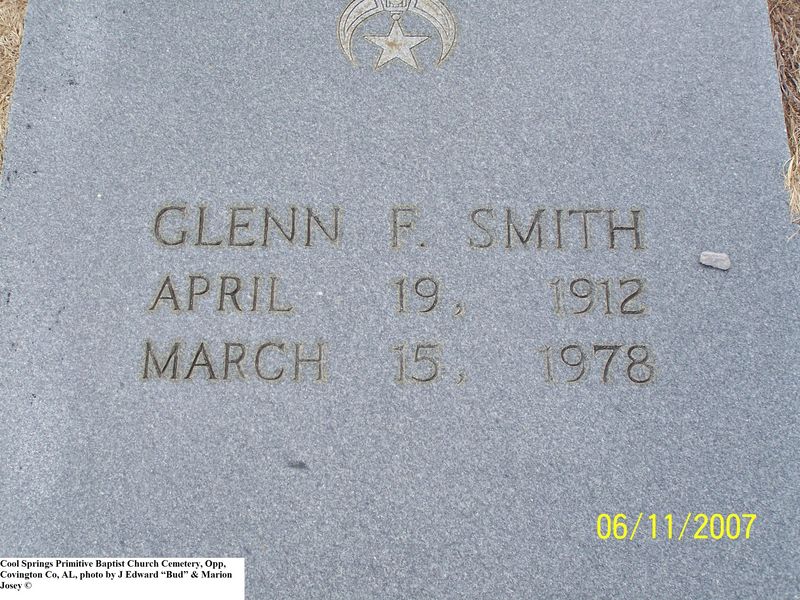 GLENN F. SMITH
APRIL 19, 1912
MARCH 15, 1978
06/11/2007
Cool Springs Primitive Baptist Church Cemetery, Opp,
Covington Co, AL, photo by J Edward “Bud” & Marion
Josey ©